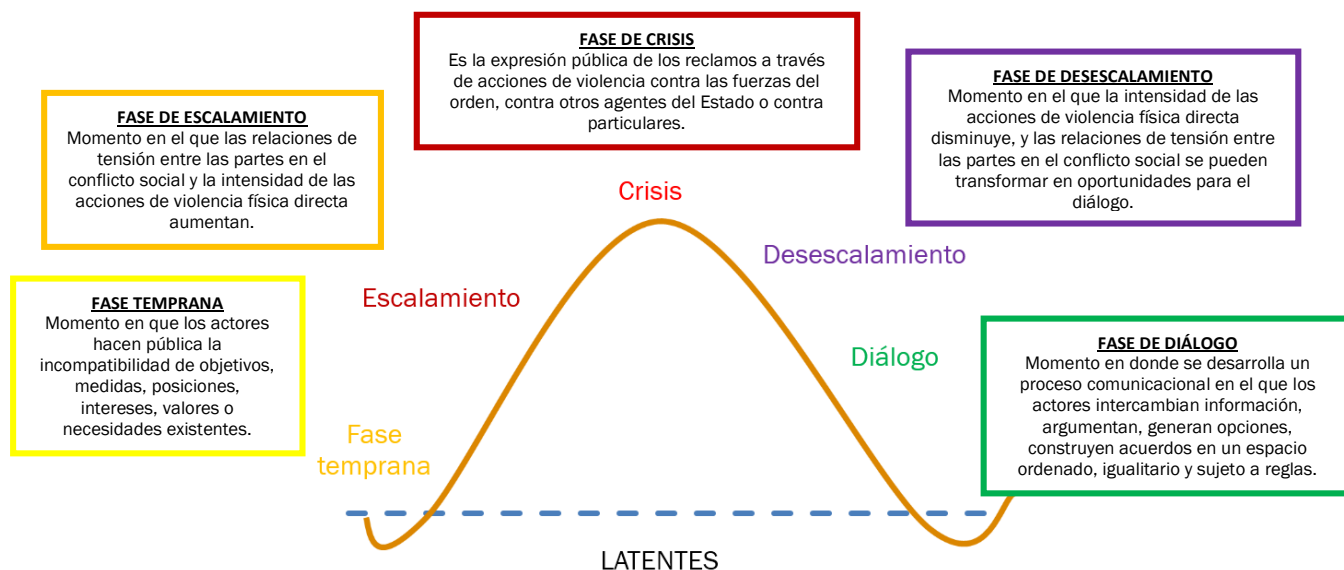 FASE DE CRISIS
Es la expresión pública de los reclamos a través
de acciones de violencia contra las fuerzas del
orden, contra otros agentes del Estado o contra
particulares.
FASE DE DESESCALAMIENTO
Momento en el que la intensidad de las
acciones de violencia física directa
disminuye, y las relaciones de tensión entre
las partes en el conflicto social se pueden
transformar en oportunidades para el
diálogo.
FASE DE ESCALAMIENTO
Momento en el que las relaciones de
tensión entre las partes en el
conflicto social y la intensidad de las
acciones de violencia física directa
aumentan.
Crisis
Desescalamiento
Escalamiento
FASE TEMPRANA
Momento en que los actores
hacen pública la
incompatibilidad de objetivos,
medidas, posiciones,
intereses, valores o
necesidades existentes.
Diálogo
FASE DE DIÁLOGO
Momento en donde se desarrolla un
proceso comunicacional en el que los
actores intercambian información,
argumentan, generan opciones,
construyen acuerdos en un espacio
ordenado, igualitario y sujeto a reglas.
Fase
temprana
LATENTES